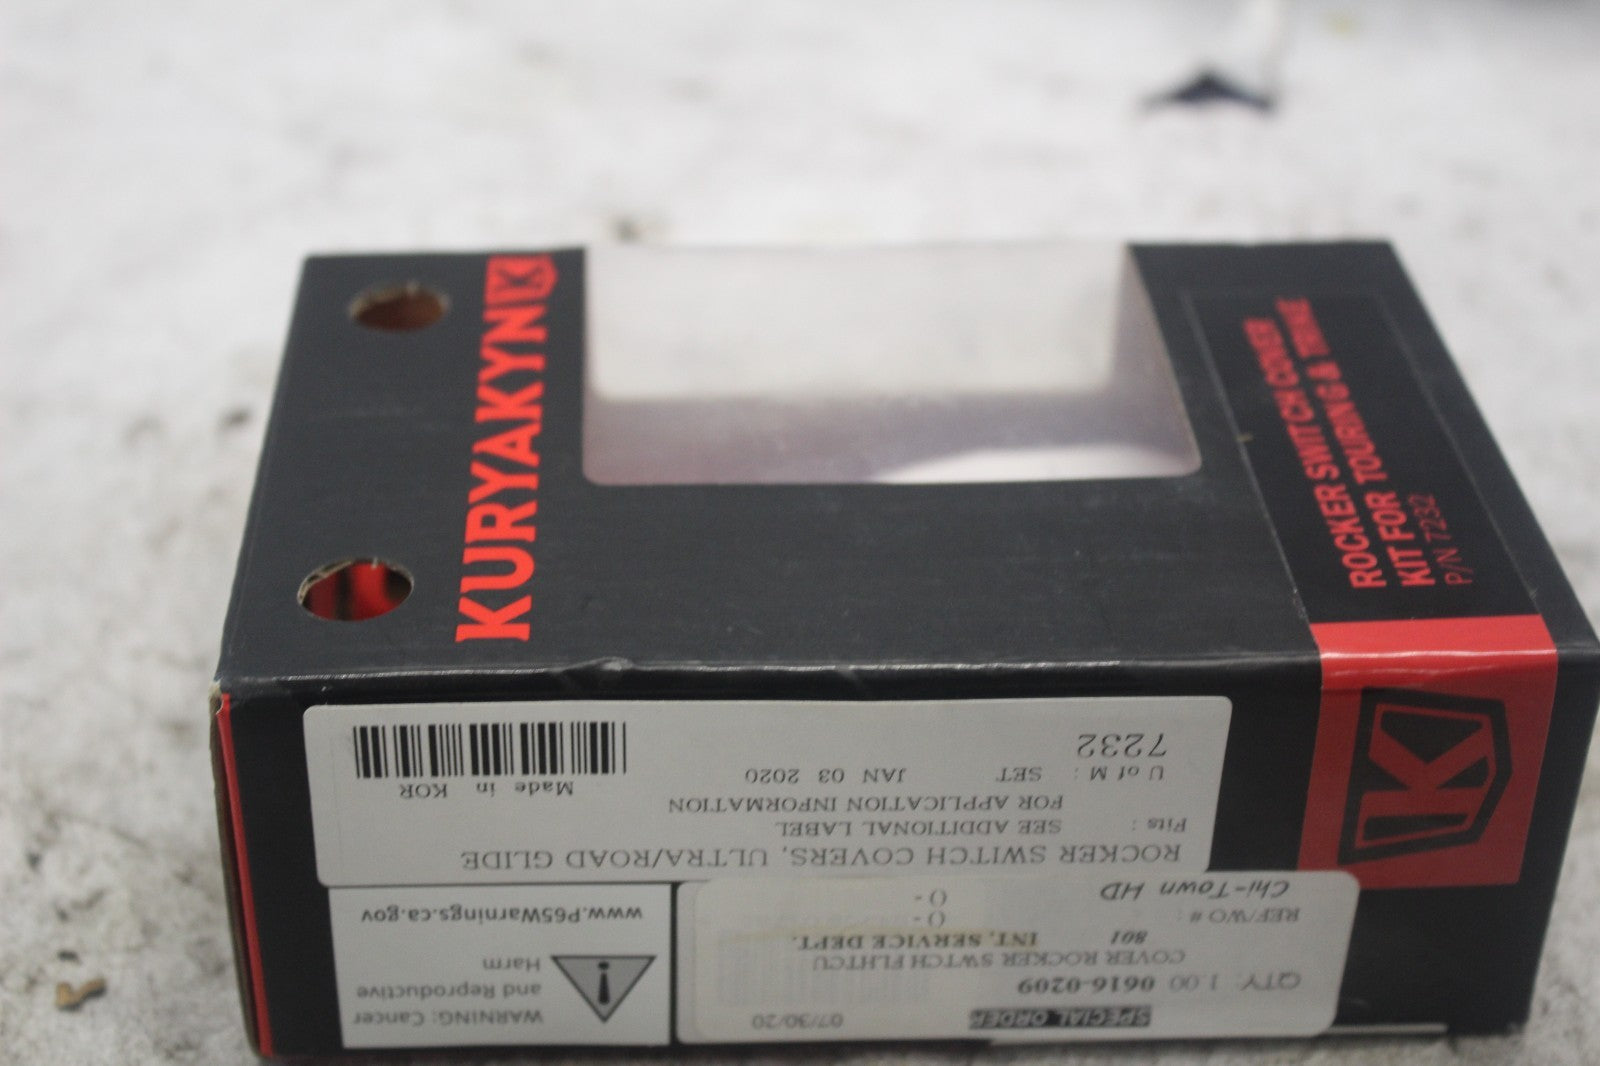 KURYAKYN
ROCKER SWITCH COVER
KIT FOR TOURING & TRIKE
P/N 7232
K
ROCKER SWITCH COVERS, ULTRA/ROAD GLIDE
Fits : SEE ADDITIONAL LABEL
FOR APPLICATION INFORMATION
U of M : SET JAN 03 2020
7232
Made in KOR
SPECIAL ORDER 07/30/20
QTY: 1.00 0616-0209
COVER ROCKER SWTCH FLHTCU
801 INT. SERVICE DEPT.
REF/WO # : () -
() -
Chi-Town HD
WARNING: Cancer
and Reproductive
Harm
www.P65Warnings.ca.gov